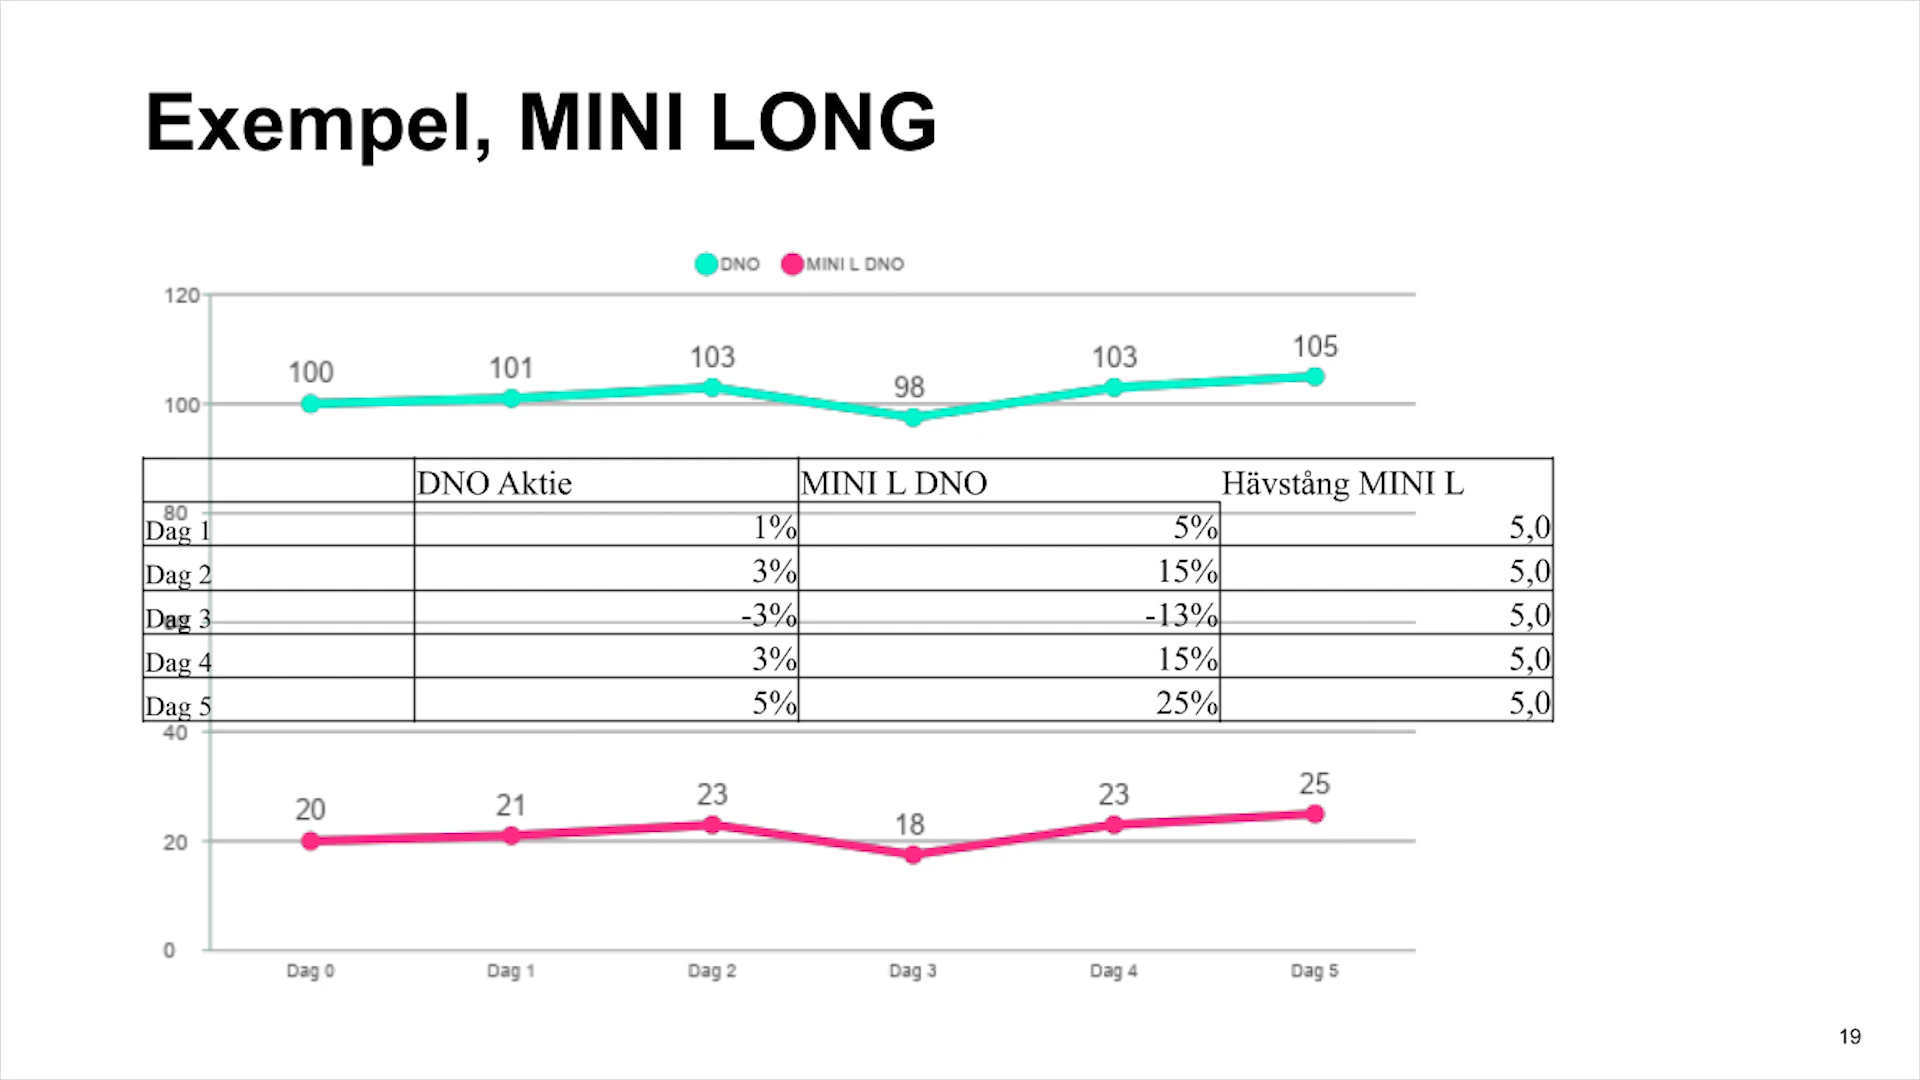 Exempel, MINI LONG
DNO MINI L DNO
120
100 101 103 98 103 105
100
DNO Aktie MINI L DNO Hävstång MINI L
80
Dag 1 1% 5% 5,0
Dag 2 3% 15% 5,0
Dag 3 -3% -13% 5,0
Dag 4 3% 15% 5,0
Dag 5 5% 25% 5,0
40
20 21 23 18 23 25
20
0
Dag 0 Dag 1 Dag 2 Dag 3 Dag 4 Dag 5
19